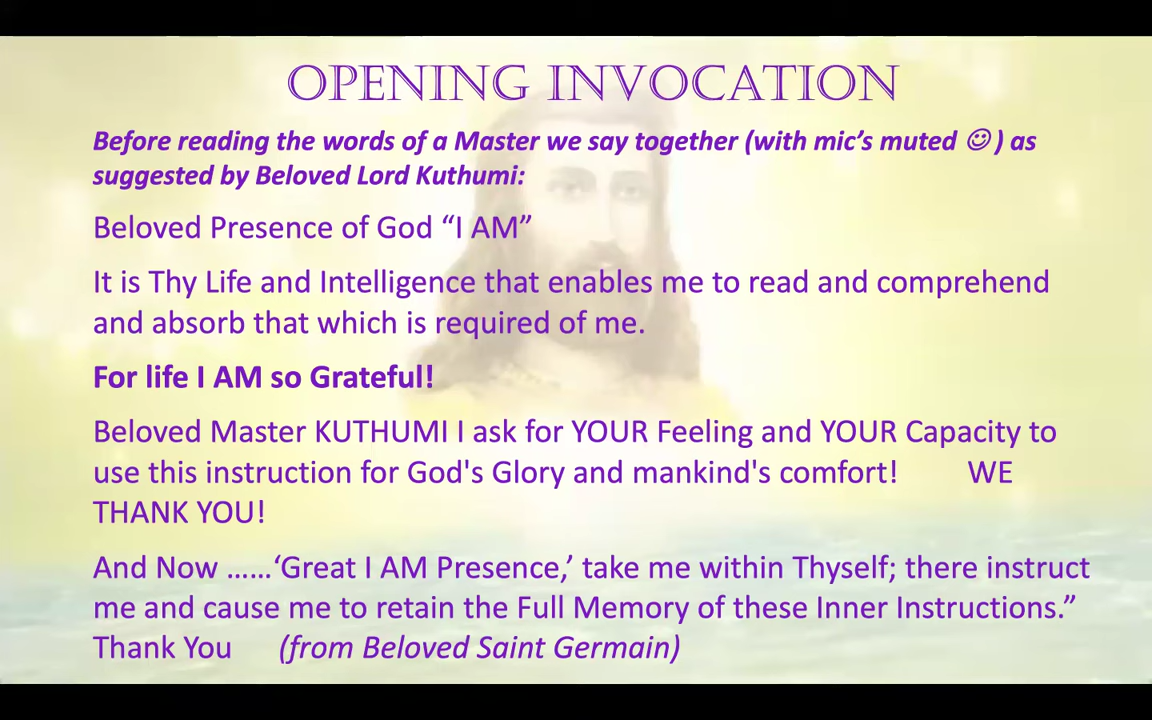 OPENING INVOCATION
Before reading the words of a Master we say together (with mic’s muted ☺ ) as
suggested by Beloved Lord Kuthumi:
Beloved Presence of God “I AM”
It is Thy Life and Intelligence that enables me to read and comprehend
and absorb that which is required of me.
For life I AM so Grateful!
Beloved Master KUTHUMI I ask for YOUR Feeling and YOUR Capacity to
use this instruction for God's Glory and mankind's comfort! WE
THANK YOU!
And Now ……‘Great I AM Presence,’ take me within Thyself; there instruct
me and cause me to retain the Full Memory of these Inner Instructions.”
Thank You (from Beloved Saint Germain)